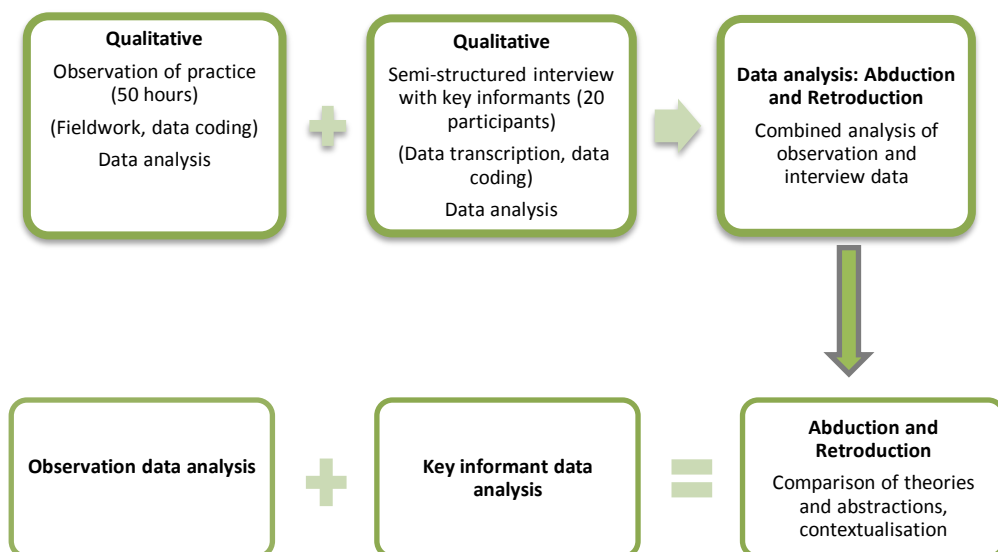 Qualitative
Observation of practice
(50 hours)
(Fieldwork, data coding)
Data analysis
Qualitative
Semi-structured interview
with key informants (20
participants)
(Data transcription, data
coding)
Data analysis
Data analysis: Abduction
and Retroduction
Combined analysis of
observation and
interview data
Observation data analysis
Key informant data
analysis
Abduction and
Retroduction
Comparison of theories
and abstractions,
contextualisation